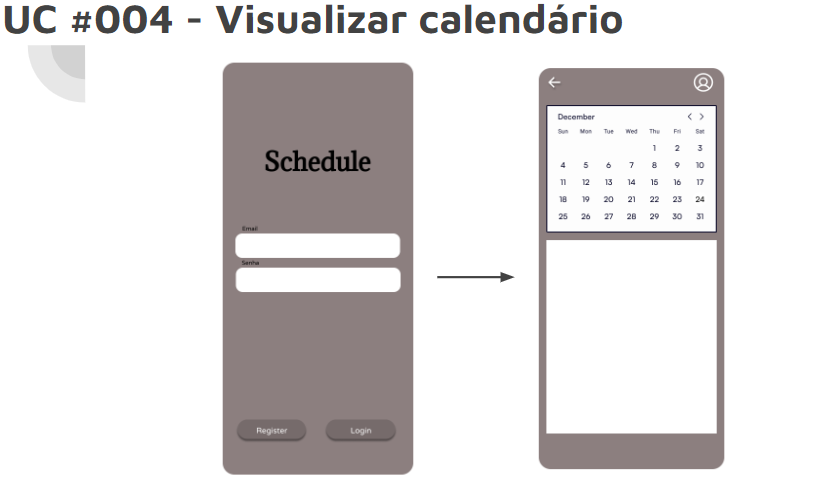 UC #004 - Visualizar calendário
Schedule
Email
Senha
Register Login
December
Sun Mon Tue Wed Thu Fri Sat
1 2 3
4 5 6 7 8 9 10
11 12 13 14 15 16 17
18 19 20 21 22 23 24
25 26 27 28 29 30 31